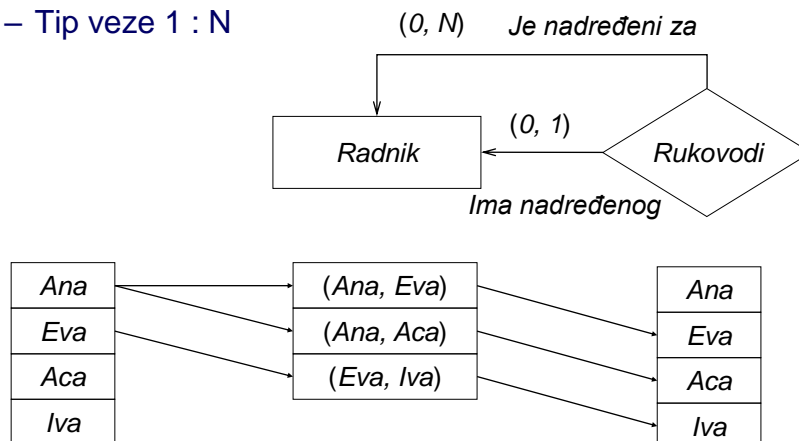 – Tip veze 1 : N
(0, N) Je nadređeni za
(0, 1)
Radnik
Rukovodi
Ima nadređenog
Ana
Eva
Aca
Iva
(Ana, Eva)
(Ana, Aca)
(Eva, Iva)
Ana
Eva
Aca
Iva